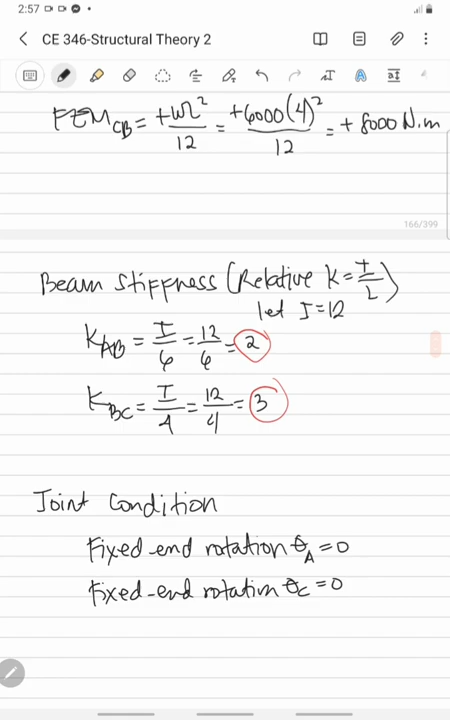 2:57
CE 346-Structural Theory 2
FEM_CB = +WL²/12 = +6000(4)²/12 = +8000 N.m
166/399
Beam Stiffness (Relative K = I/L)
let I = 12
K_AB = I/6 = 12/6 = 2
K_BC = I/4 = 12/4 = 3
Joint Condition
Fixed-end rotation θ_A = 0
Fixed-end rotation θ_C = 0